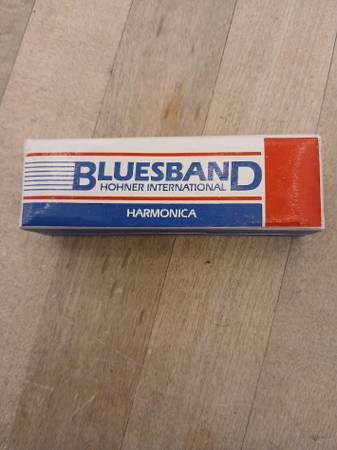 BLUESBAND
HOHNER INTERNATIONAL
HARMONICA